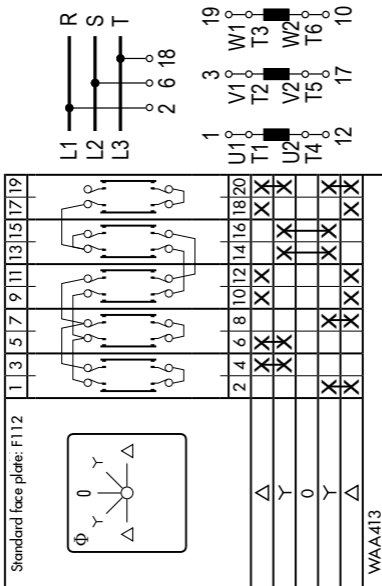 R S T
L1
L2
L3
18
6
2
19 W1 T3 W2 T6 10
3 V1 T2 V2 T5 17
1 U1 T1 U2 T4 12
Standard face plate: F112
1 3 5 7 9 11 13 15 17 19
2 4 6 8 10 12 14 16 18 20
Φ
Y 0 Y
Δ Δ
Δ X X X X X X X
Y X X X X X X
0
Y X X X X X
Δ X X X X X X
WAA413